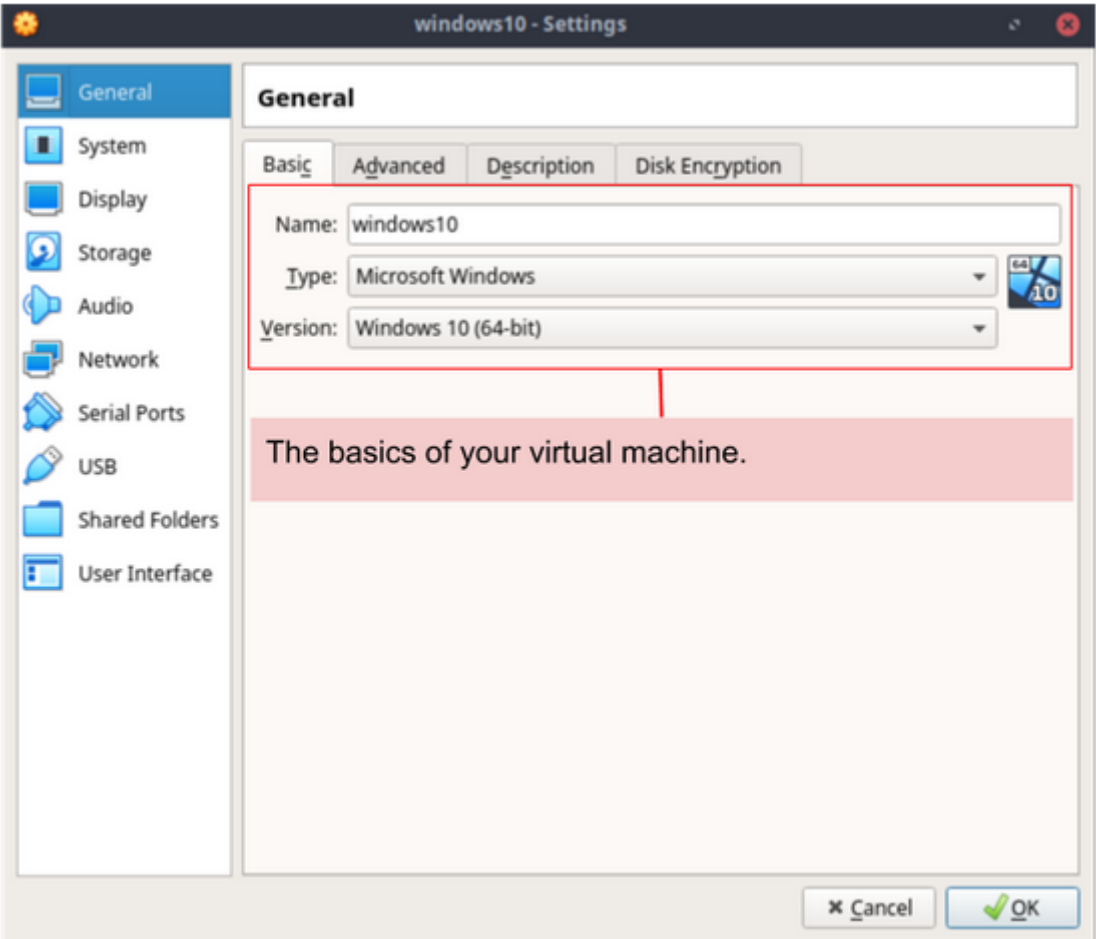 windows10 - Settings
General
System
Display
Storage
Audio
Network
Serial Ports
USB
Shared Folders
User Interface
General
Basic
Advanced
Description
Disk Encryption
Name: windows10
Type: Microsoft Windows
64
10
Version: Windows 10 (64-bit)
The basics of your virtual machine.
Cancel
OK